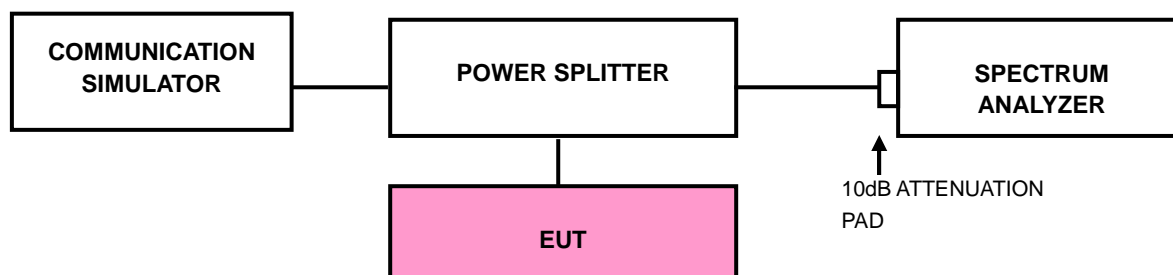 COMMUNICATION
SIMULATOR
POWER SPLITTER
SPECTRUM
ANALYZER
10dB ATTENUATION
PAD
EUT